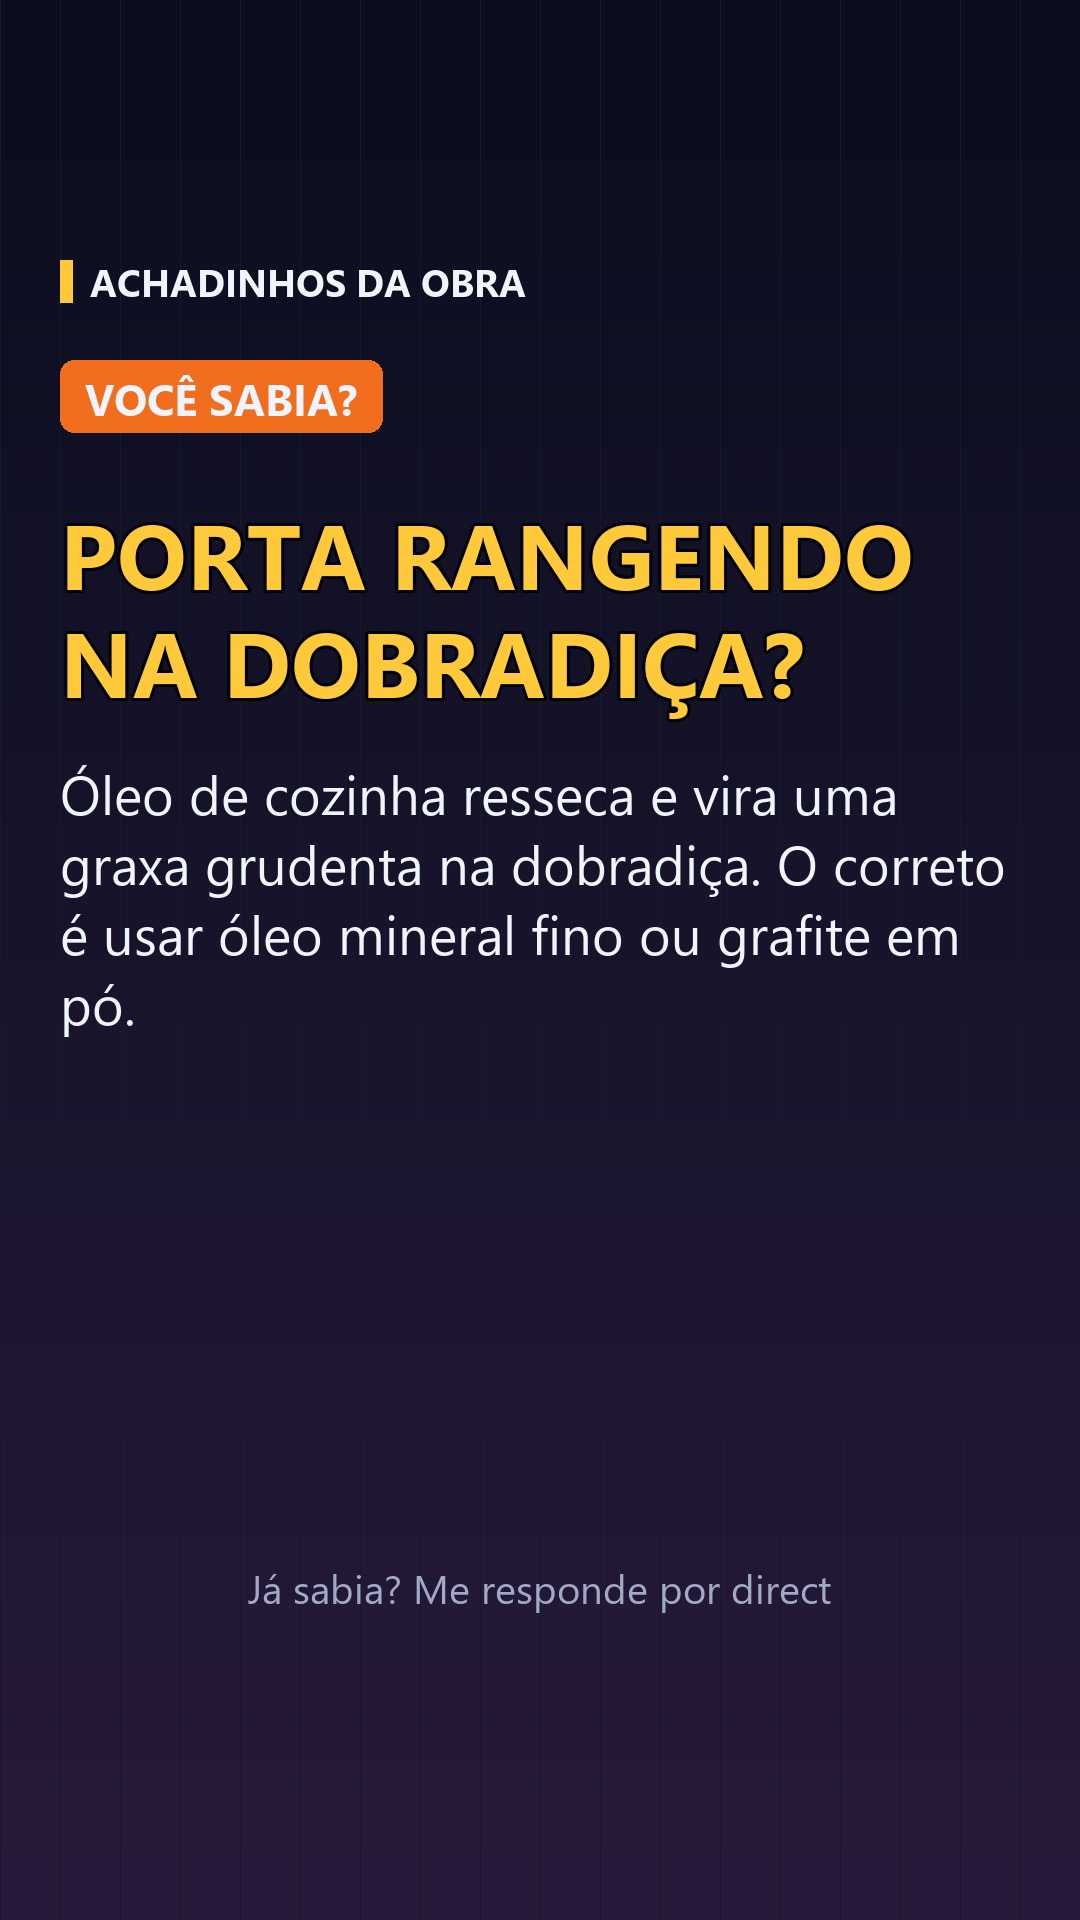 ACHADINHOS DA OBRA
VOCÊ SABIA?
PORTA RANGENDO
NA DOBRADIÇA?
Óleo de cozinha resseca e vira uma
graxa grudenta na dobradiça. O correto
é usar óleo mineral fino ou grafite em
pó.
Já sabia? Me responde por direct